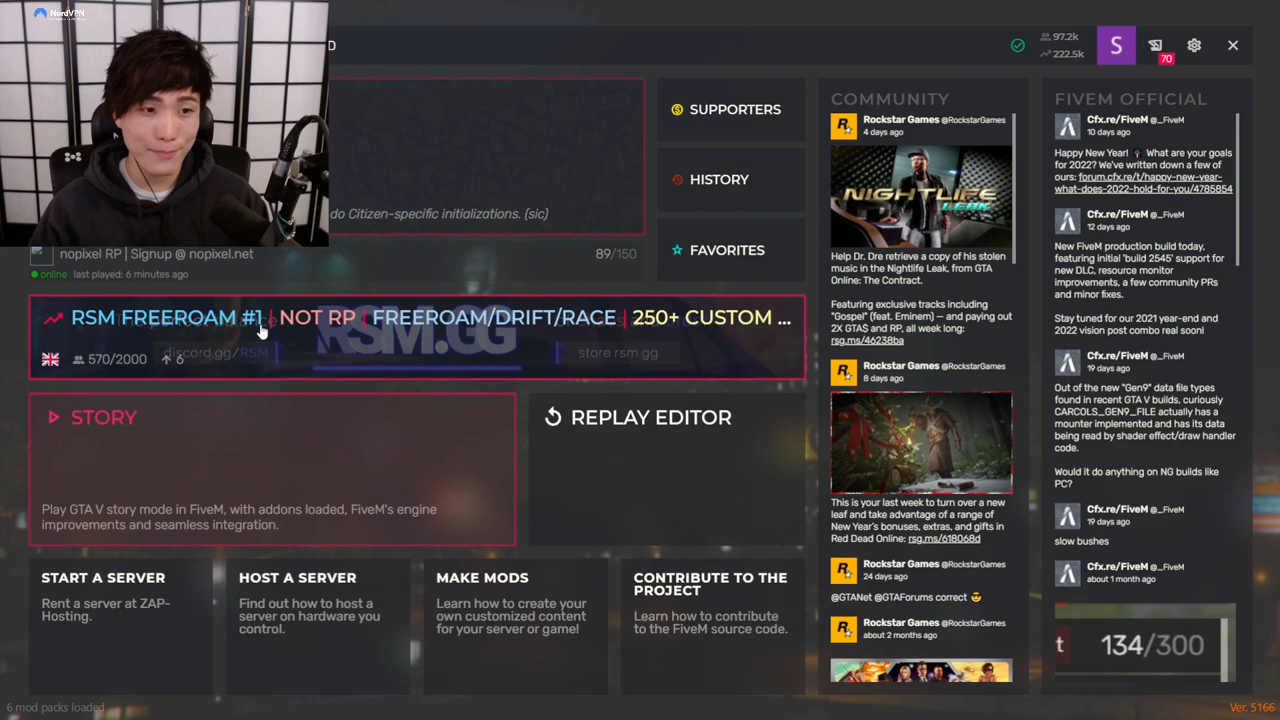 NordVPN
D
97.2k
222.5k
S
70
do Citizen-specific initializations. (sic)
nopixel RP | Signup @ nopixel.net
89/150
online last played: 6 minutes ago
SUPPORTERS
HISTORY
FAVORITES
RSM FREEROAM #1 | NOT RP | FREEROAM/DRIFT/RACE | 250+ CUSTOM ...
RSM.GG
570/2000
6
discord.gg/RSM
store.rsm.gg
STORY
Play GTA V story mode in FiveM, with addons loaded, FiveM's engine
improvements and seamless integration.
REPLAY EDITOR
START A SERVER
Rent a server at ZAP-
Hosting.
HOST A SERVER
Find out how to host a
server on hardware you
control.
MAKE MODS
Learn how to create your
own customized content
for your server or game!
CONTRIBUTE TO THE
PROJECT
Learn how to contribute
to the FiveM source code.
COMMUNITY
Rockstar Games @RockstarGames
4 days ago
NIGHTLIFE
LEAK
Help Dr. Dre retrieve a copy of his stolen
music in the Nightlife Leak, from GTA
Online: The Contract.
Featuring exclusive tracks including
"Gospel" (feat. Eminem) — and paying out
2X GTA$ and RP, all week long:
rsg.ms/46238ba
Rockstar Games @RockstarGames
8 days ago
This is your last week to turn over a new
leaf and take advantage of a range of
New Year's bonuses, extras, and gifts in
Red Dead Online: rsg.ms/618068d
Rockstar Games @RockstarGames
24 days ago
@GTANet @GTAForums correct 😎
Rockstar Games @RockstarGames
about 2 months ago
FIVEM OFFICIAL
Cfx.re/FiveM @_FiveM
10 days ago
Happy New Year! What are your goals
for 2022? We've written down a few of
ours: forum.cfx.re/t/happy-new-year-
what-does-2022-hold-for-you/4785854
Cfx.re/FiveM @_FiveM
12 days ago
New FiveM production build today,
featuring initial 'build 2545' support for
new DLC, resource monitor
improvements, a few community PRs
and minor fixes.
Stay tuned for our 2021 year-end and
2022 vision post combo real soon!
Cfx.re/FiveM @_FiveM
19 days ago
Out of the new "Gen9" data file types
found in recent GTA V builds, curiously
CARCOLS_GEN9_FILE actually has a
mounter implemented and has its data
being read by shader effect/draw handler
code.
Would it do anything on NG builds like
PC?
Cfx.re/FiveM @_FiveM
19 days ago
slow bushes
Cfx.re/FiveM @_FiveM
about 1 month ago
t 134/300
6 mod packs loaded
Ver. 5166